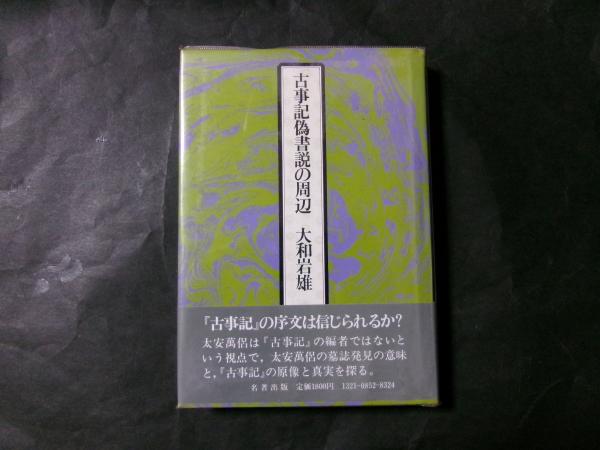 古事記偽書説の周辺 大和岩雄
『古事記』の序文は信じられるか?
太安萬侶は『古事記』の編者ではないと
いう視点で,太安萬侶の墓誌発見の意味
と,『古事記』の原像と真実を探る。
名著出版 定価1800円 1321-0852-8324